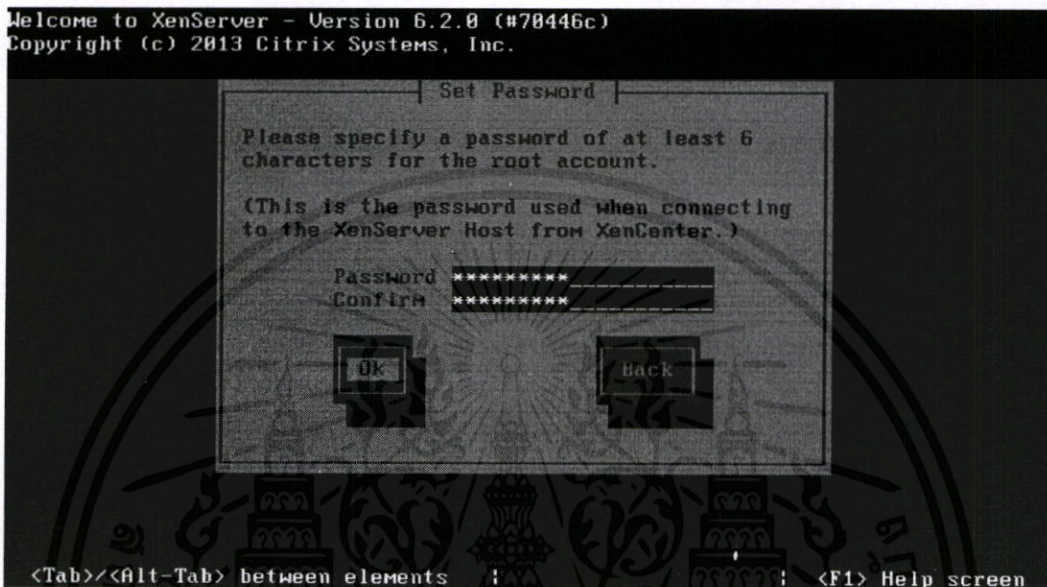 Welcome to XenServer - Version 6.2.0 (#70446c)
Copyright (c) 2013 Citrix Systems, Inc.
Set Password
Please specify a password of at least 6
characters for the root account.
(This is the password used when connecting
to the XenServer Host from XenCenter.)
Password *********
Confirm *********
Ok Back
<Tab>/<Alt-Tab> between elements | | <F1> Help screen